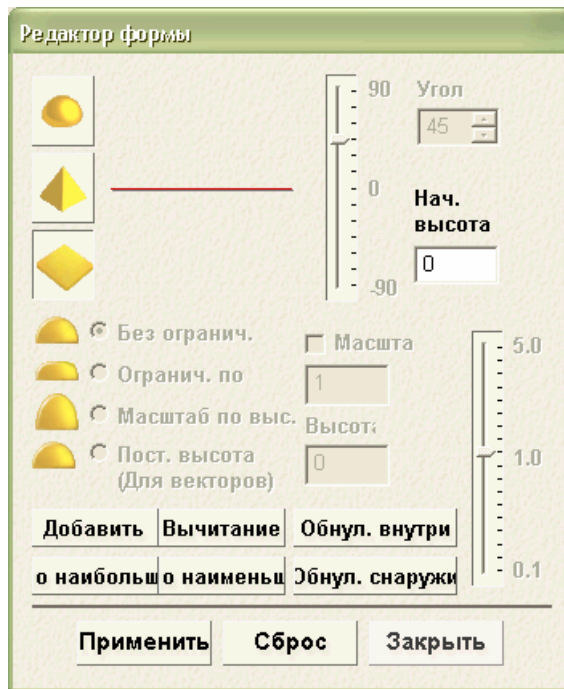 Редактор формы
90
Угол
45
0
Нач.
высота
0
-90
Без огранич.
Масшта
5.0
Огранич. по
1
Масштаб по выс.
Высота
1.0
Пост. высота
(Для векторов)
0
Добавить
Вычитание
Обнул. внутри
о наибольш
о наименьш
Обнул. снаружи
0.1
Применить
Сброс
Закрыть